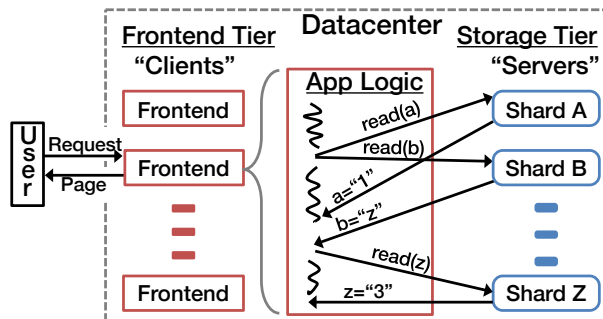 Datacenter
Frontend Tier
"Clients"
Storage Tier
"Servers"
App Logic
Frontend
read(a)
Shard A
User
Request
Page
Frontend
read(b)
Shard B
a="1"
b="z"
read(z)
Frontend
z="3"
Shard Z